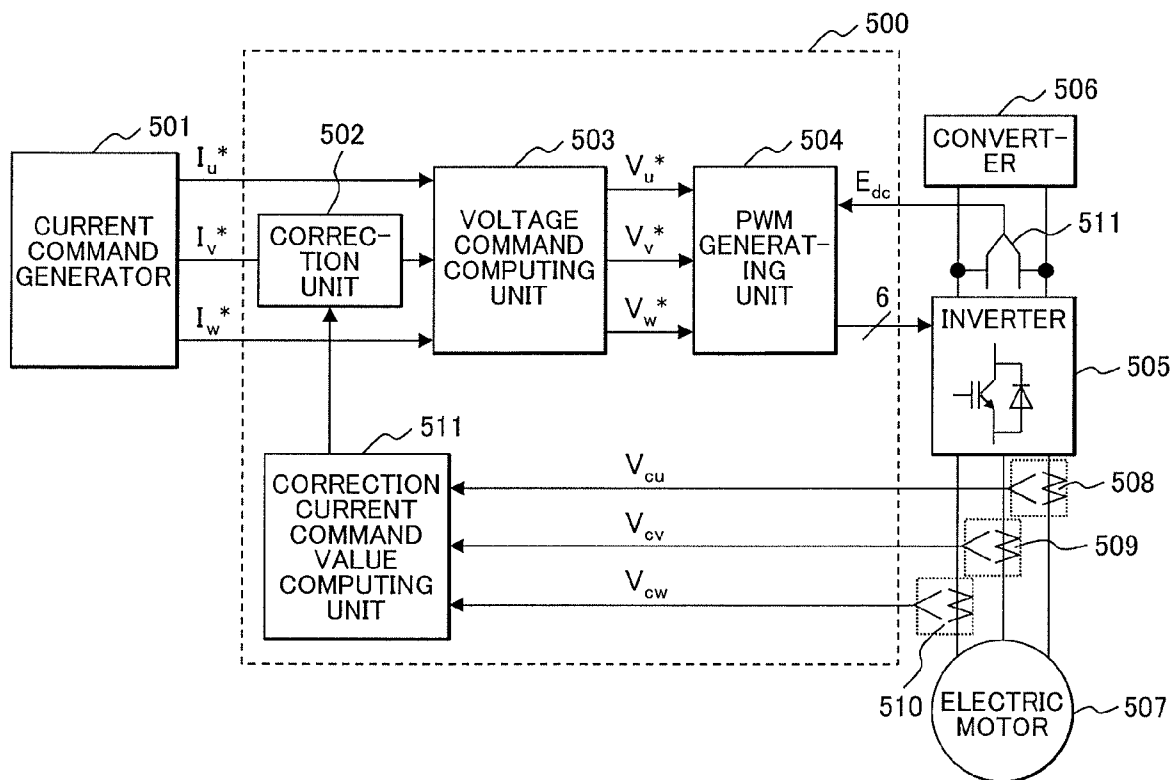 500
506
CONVERT-
ER
501
502
503
504
I_u*
V_u*
E_dc
511
CURRENT
COMMAND
GENERATOR
I_v*
CORREC-
TION
UNIT
VOLTAGE
COMMAND
COMPUTING
UNIT
V_v*
PWM
GENERAT-
ING
UNIT
I_w*
V_w*
6
INVERTER
505
511
CORRECTION
CURRENT
COMMAND
VALUE
COMPUTING
UNIT
V_cu
508
V_cv
509
V_cw
510
ELECTRIC
MOTOR
507